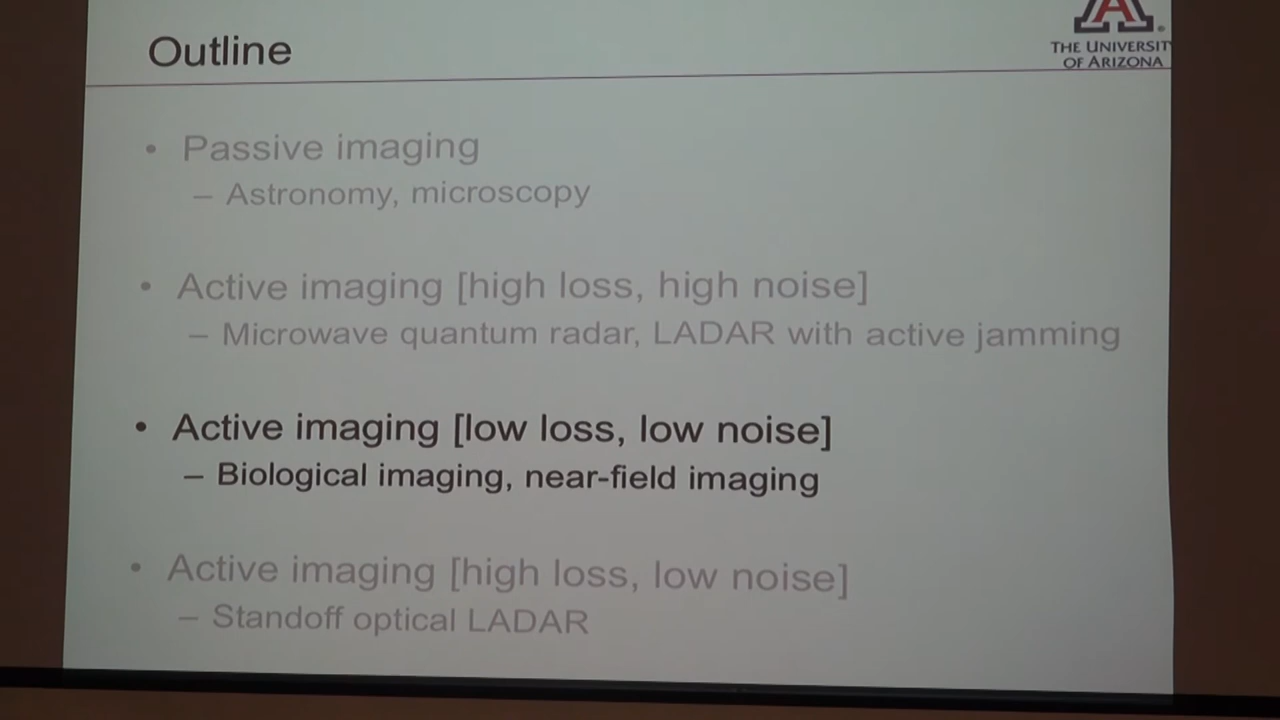 Outline
A
THE UNIVERSIT
OF ARIZONA
• Passive imaging
– Astronomy, microscopy
• Active imaging [high loss, high noise]
– Microwave quantum radar, LADAR with active jamming
• Active imaging [low loss, low noise]
– Biological imaging, near-field imaging
• Active imaging [high loss, low noise]
– Standoff optical LADAR